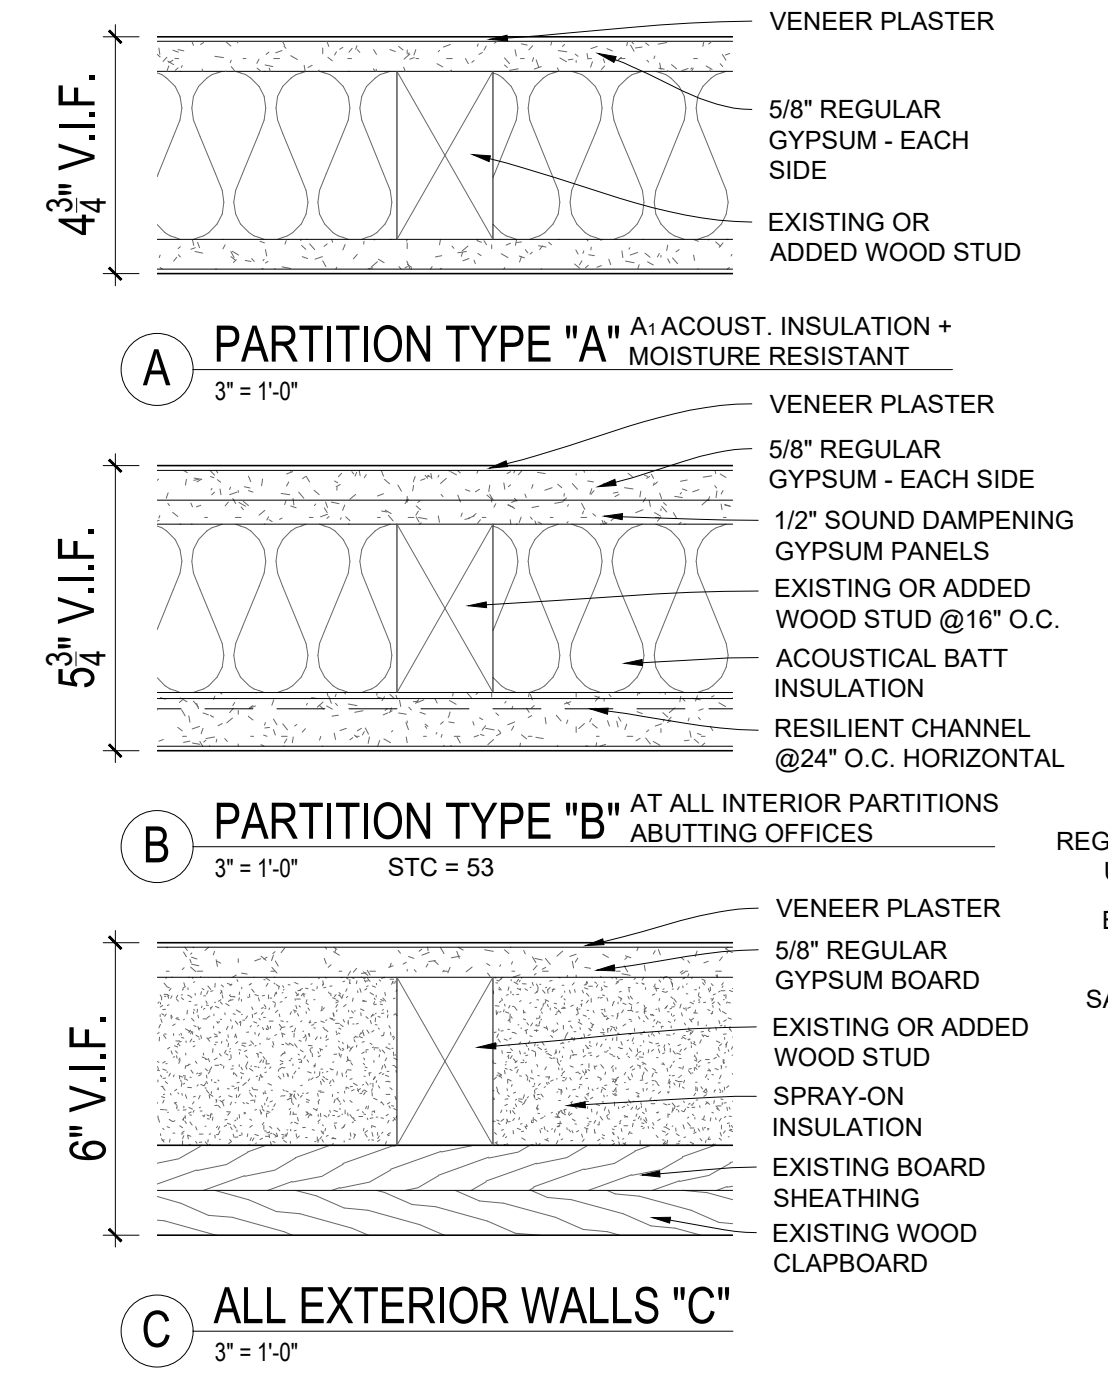 VENEER PLASTER
5/8" REGULAR
GYPSUM - EACH
SIDE
EXISTING OR
ADDED WOOD STUD
4 3/4" V.I.F.
A
PARTITION TYPE "A"
A1 ACOUST. INSULATION +
MOISTURE RESISTANT
3" = 1'-0"
VENEER PLASTER
5/8" REGULAR
GYPSUM - EACH SIDE
1/2" SOUND DAMPENING
GYPSUM PANELS
EXISTING OR ADDED
WOOD STUD @16" O.C.
ACOUSTICAL BATT
INSULATION
RESILIENT CHANNEL
@24" O.C. HORIZONTAL
5 3/4" V.I.F.
B
PARTITION TYPE "B"
AT ALL INTERIOR PARTITIONS
ABUTTING OFFICES
3" = 1'-0" STC = 53
REG
VENEER PLASTER
5/8" REGULAR
GYPSUM BOARD
SA
EXISTING OR ADDED
WOOD STUD
SPRAY-ON
INSULATION
EXISTING BOARD
SHEATHING
EXISTING WOOD
CLAPBOARD
6" V.I.F.
C
ALL EXTERIOR WALLS "C"
3" = 1'-0"